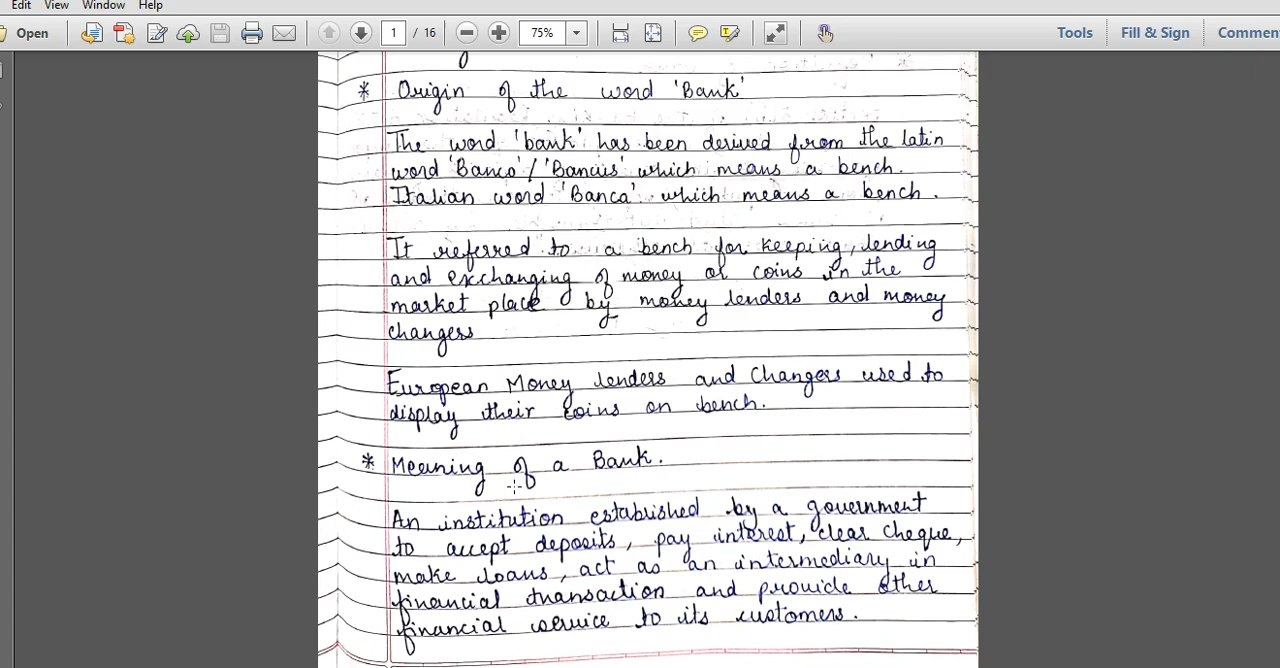 Edit View Window Help
Open 1 / 16 75% Tools Fill & Sign Commen
* Origin of the word 'Bank'
The word 'bank' has been derived from the latin
word 'Banco' / 'Bancus' which means a bench.
Italian word 'Banca' which means a bench.
It referred to a bench for keeping, lending
and exchanging of money or coins in the
market place by money lenders and money
changers
European Money lenders and Changers used to
display their coins on bench.
* Meaning of a Bank.
An institution established by a government
to accept deposits, pay interest, clear cheque,
make loans, act as an intermediary in
financial transaction and provide other
financial service to its customers.